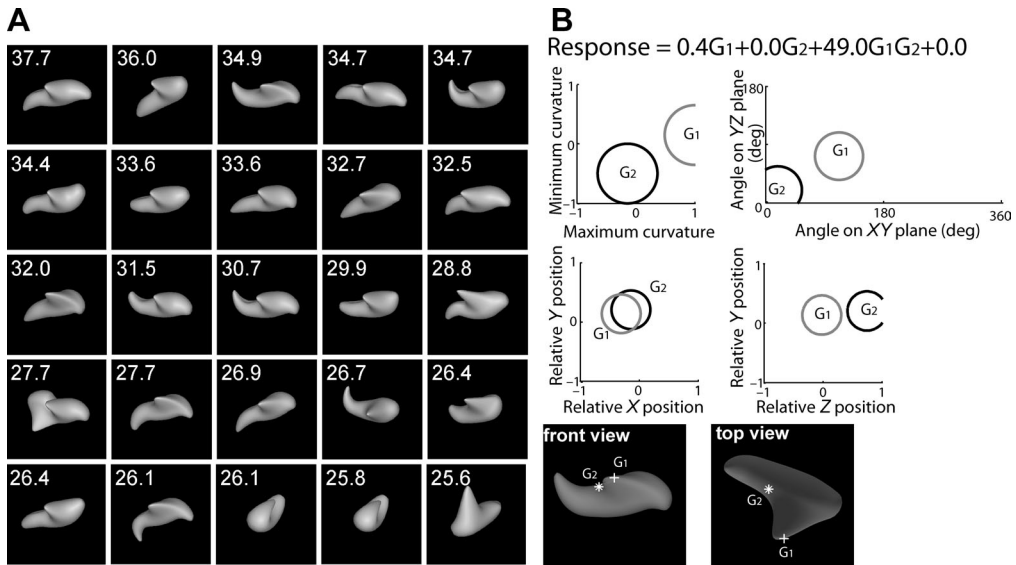 A
37.7 36.0 34.9 34.7 34.7
34.4 33.6 33.6 32.7 32.5
32.0 31.5 30.7 29.9 28.8
27.7 27.7 26.9 26.7 26.4
26.4 26.1 26.1 25.8 25.6
B
Response = 0.4G1+0.0G2+49.0G1G2+0.0
Minimum curvature
1
0
−1
G1
G2
−1 0 1
Maximum curvature
Angle on YZ plane
(deg)
180
0
G1
G2
0 180 360
Angle on XY plane (deg)
Relative Y position
1
0
−1
G2
G1
−1 0 1
Relative X position
Relative Y position
1
0
−1
G1
G2
−1 0 1
Relative Z position
front view
G2 G1
top view
G2
G1